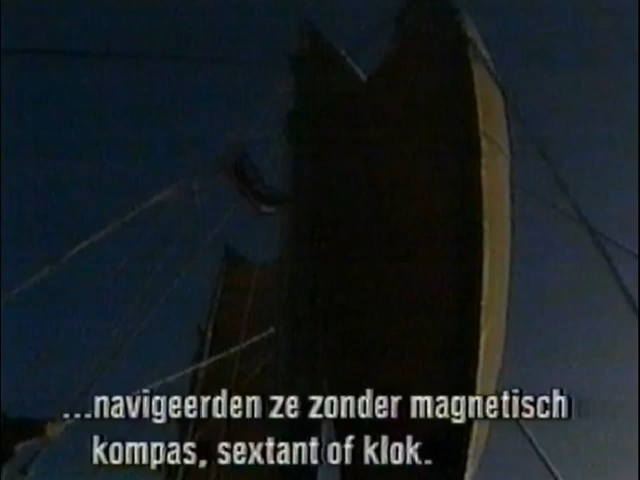 ...navigeerden ze zonder magnetisch
kompas, sextant of klok.